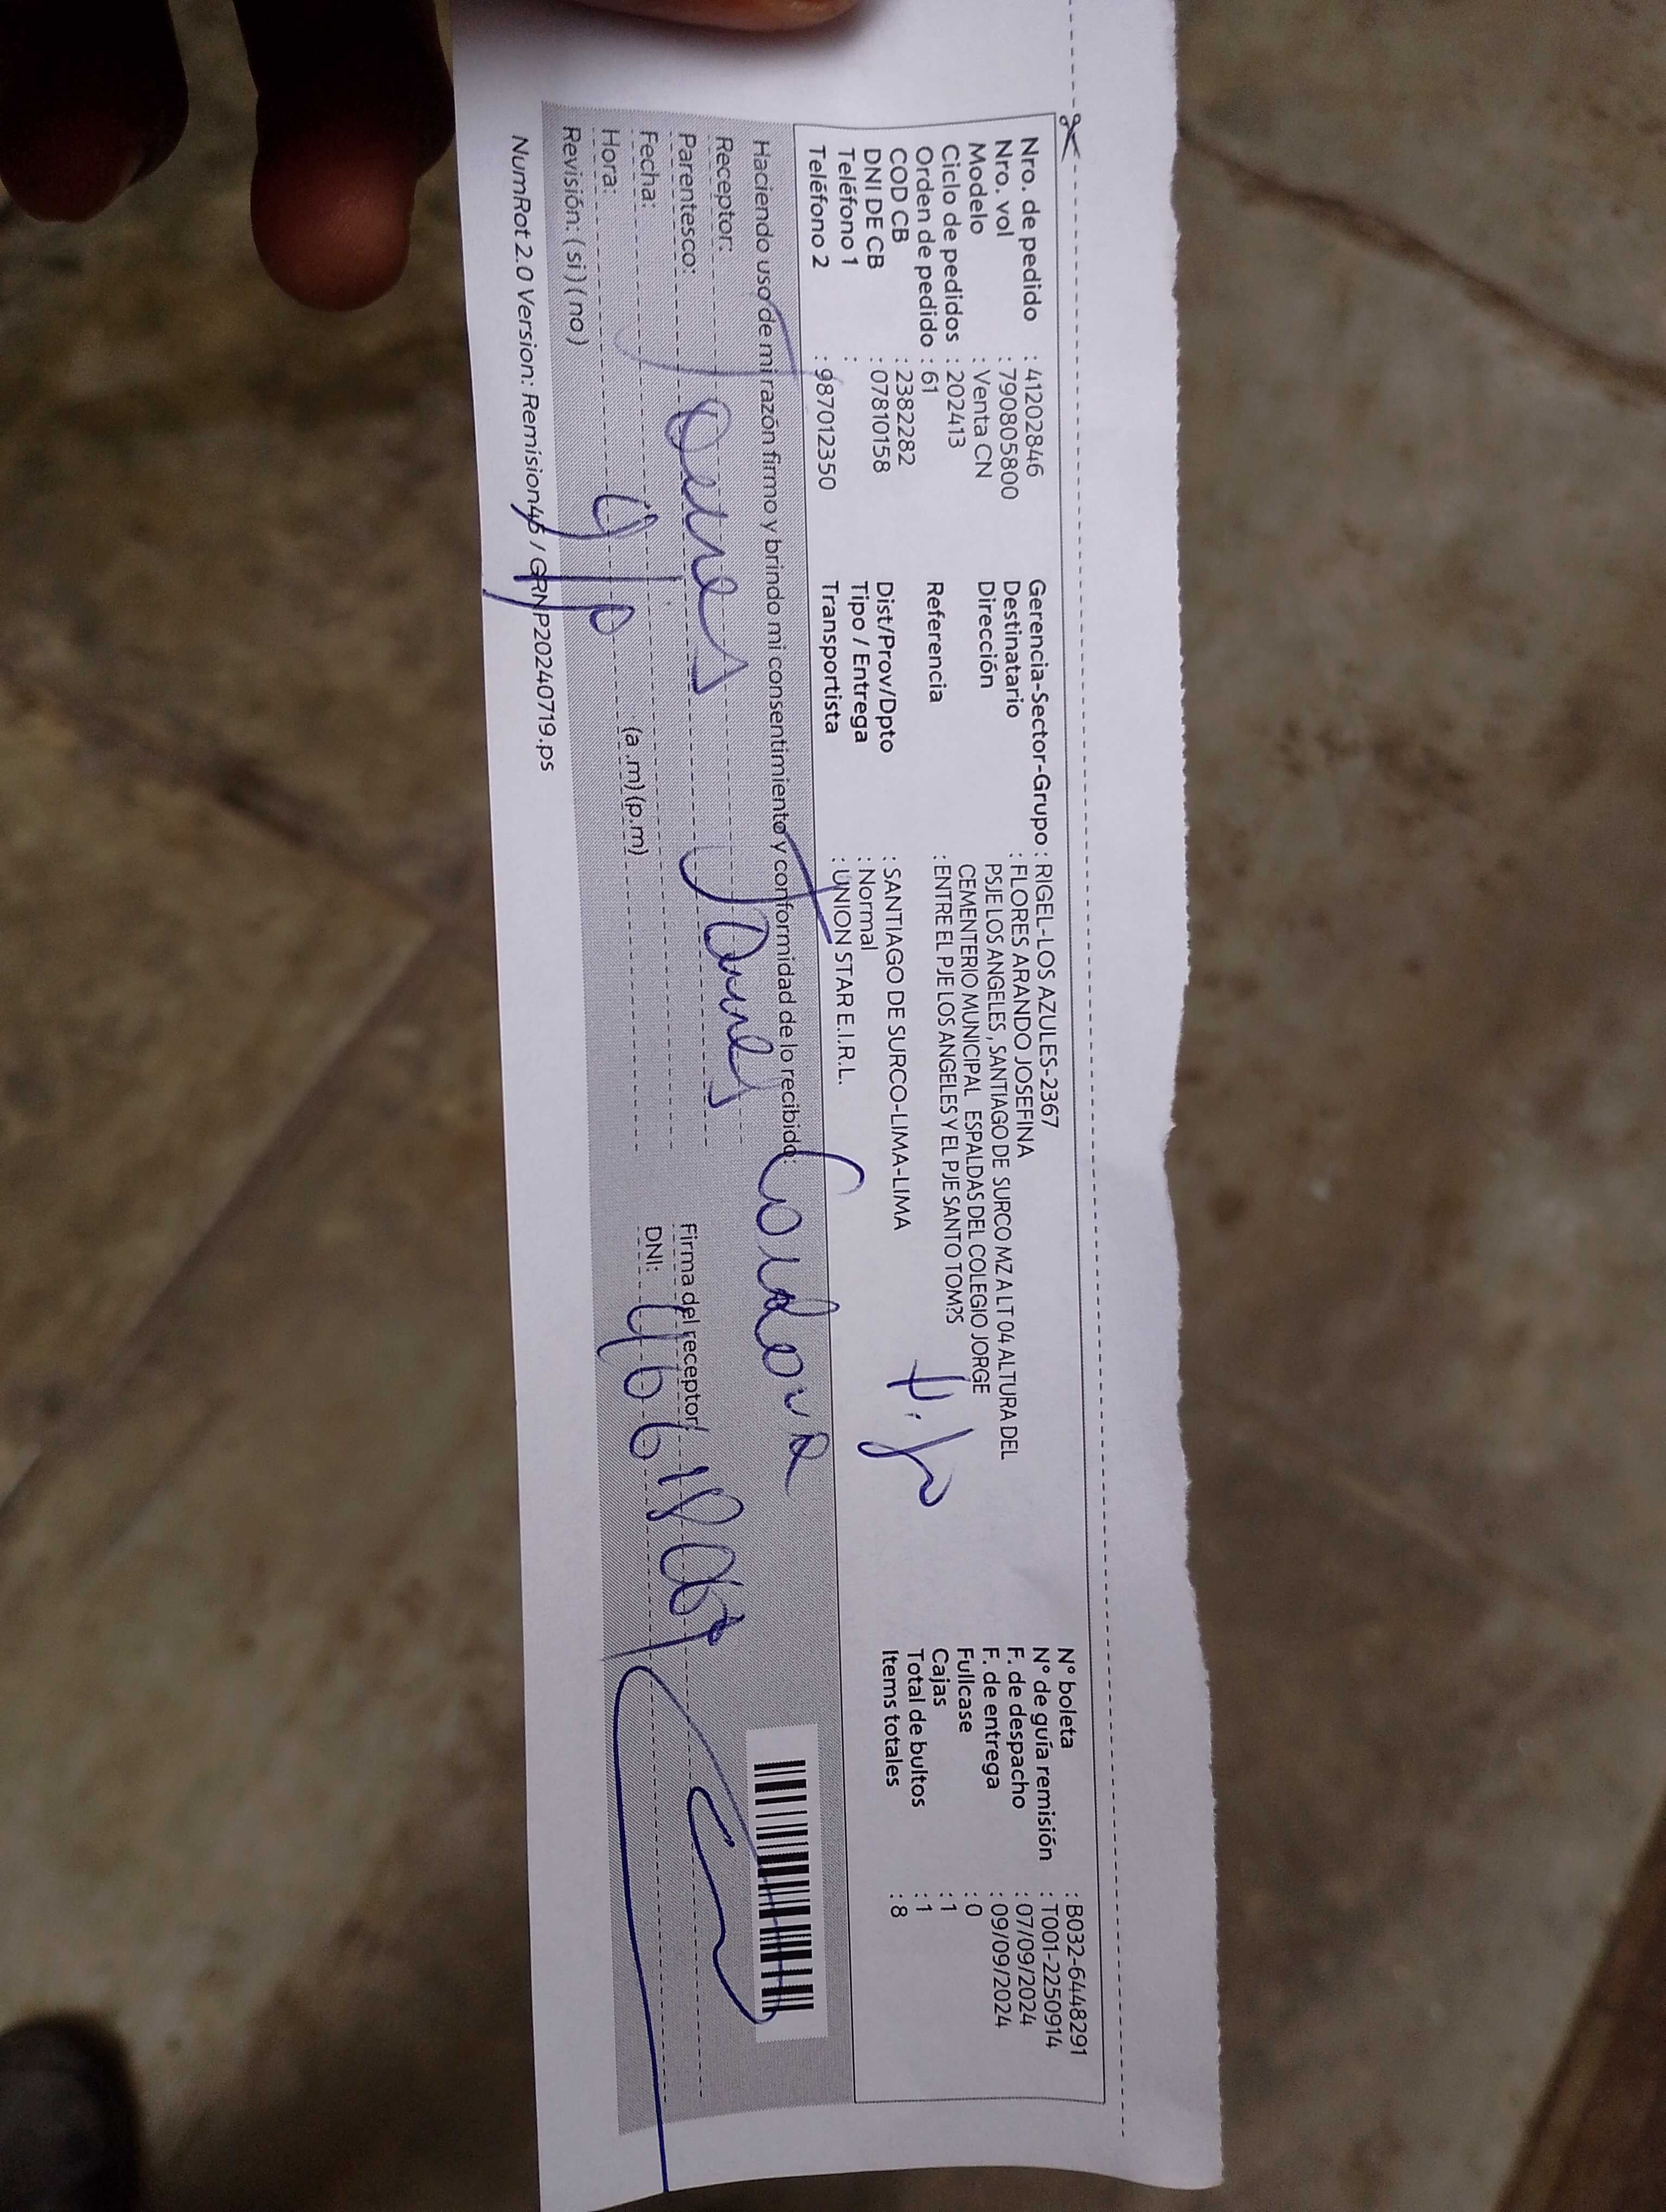 Nro. de pedido : 41202846
Nro. vol : 790805800
Modelo : Venta CN
Ciclo de pedidos : 202413
Orden de pedido : 61
COD CB : 2382282
DNI DE CB : 07810158
Teléfono 1 :
Teléfono 2 : 987012350
Gerencia-Sector-Grupo : RIGEL-LOS AZULES-2367
Destinatario : FLORES ARANDO JOSEFINA
Dirección PSJE LOS ANGELES , SANTIAGO DE SURCO MZ A LT 04 ALTURA DEL
CEMENTERIO MUNICIPAL ESPALDAS DEL COLEGIO JORGE
Referencia : ENTRE EL PJE LOS ANGELES Y EL PJE SANTO TOM?S
Dist/Prov/Dpto : SANTIAGO DE SURCO-LIMA-LIMA
Tipo / Entrega : Normal
Transportista : UNION STAR E.I.R.L.
N° boleta : B032-6448291
N° de guía remisión : T001-2250914
F. de despacho : 07/09/2024
F. de entrega : 09/09/2024
Fullcase : 0
Cajas : 1
Total de bultos : 1
Items totales : 8
Haciendo uso de mi razón firmo y brindo mi consentimiento y conformidad de lo recibido:
Receptor:
Parentesco:
Fecha:
Hora: (a.m) (p.m)
Revisión: ( si ) ( no )
Firma del receptor
DNI:
NumRot 2.0 Version: Remision46 / GRNP20240719.ps